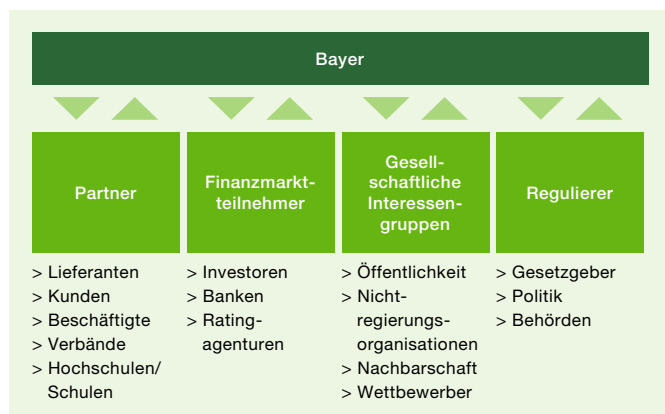 Bayer
Partner
Finanzmarkt-
teilnehmer
Gesell-
schaftliche
Interessen-
gruppen
Regulierer
> Lieferanten
> Kunden
> Beschäftigte
> Verbände
> Hochschulen/
Schulen
> Investoren
> Banken
> Rating-
agenturen
> Öffentlichkeit
> Nicht-
regierungs-
organisationen
> Nachbarschaft
> Wettbewerber
> Gesetzgeber
> Politik
> Behörden